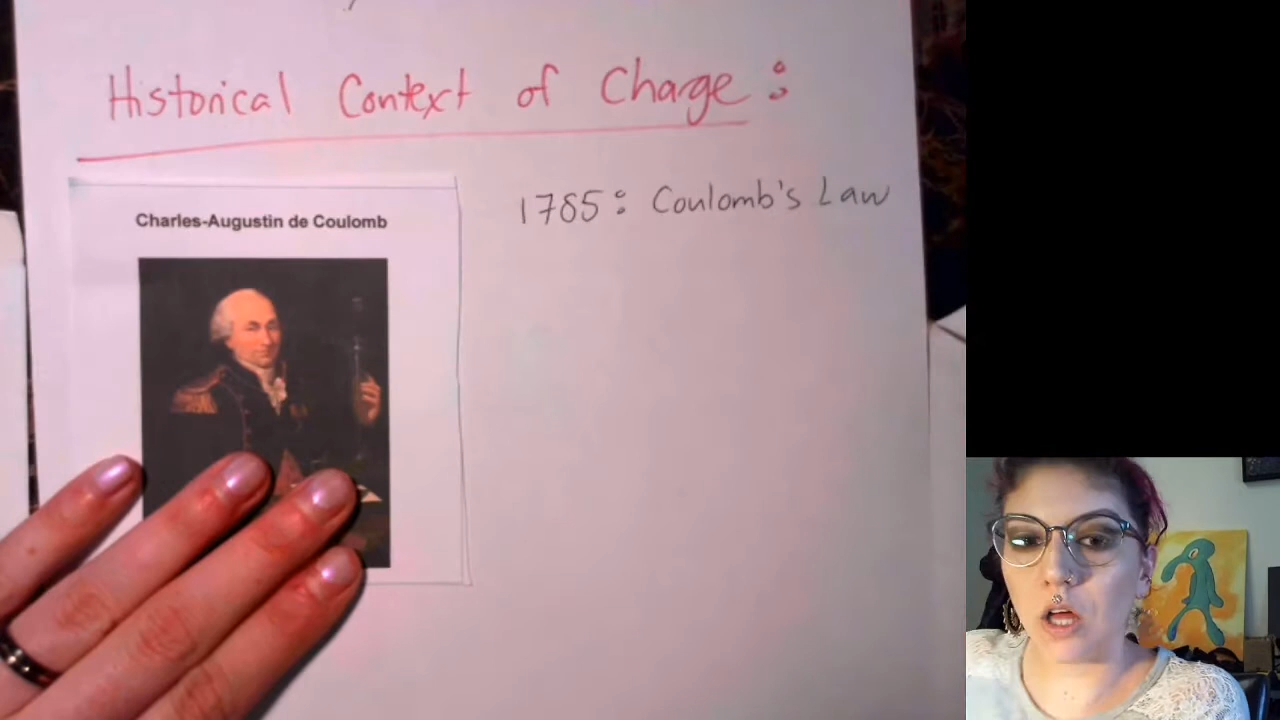 Historical Context of Charge:
Charles-Augustin de Coulomb
1785: Coulomb's Law